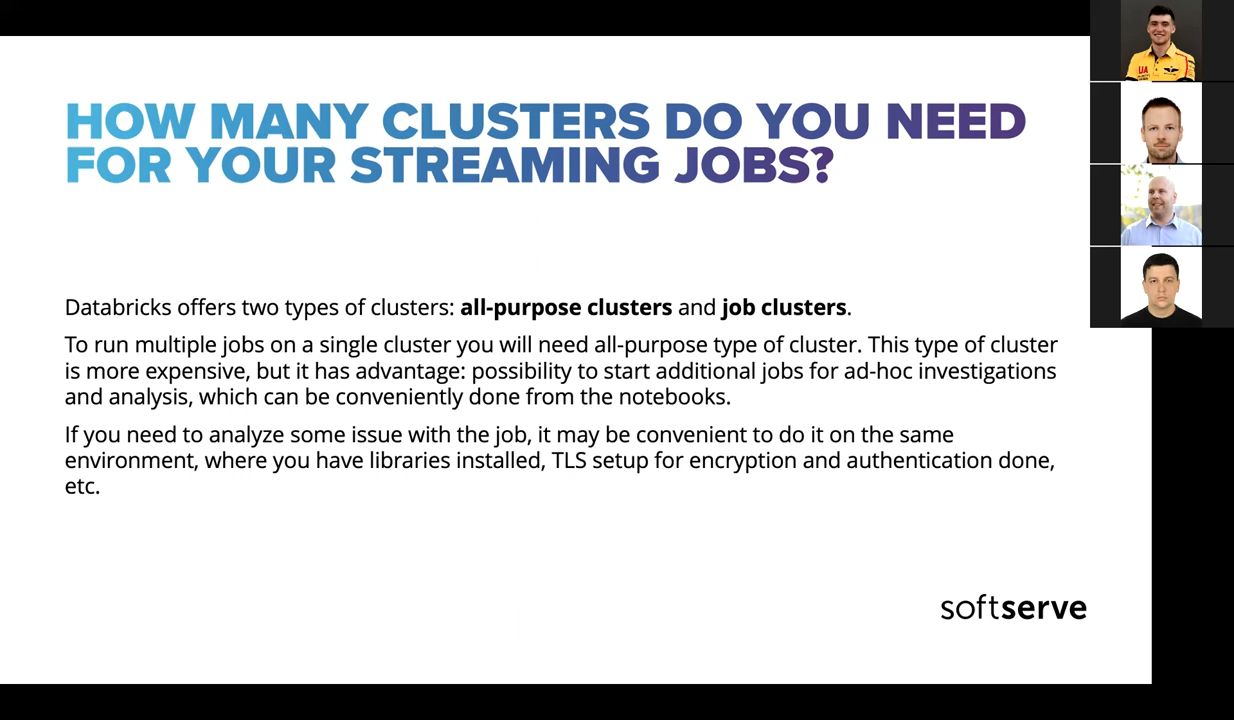 HOW MANY CLUSTERS DO YOU NEED
FOR YOUR STREAMING JOBS?
Databricks offers two types of clusters: all-purpose clusters and job clusters.
To run multiple jobs on a single cluster you will need all-purpose type of cluster. This type of cluster
is more expensive, but it has advantage: possibility to start additional jobs for ad-hoc investigations
and analysis, which can be conveniently done from the notebooks.
If you need to analyze some issue with the job, it may be convenient to do it on the same
environment, where you have libraries installed, TLS setup for encryption and authentication done,
etc.
softserve
UA